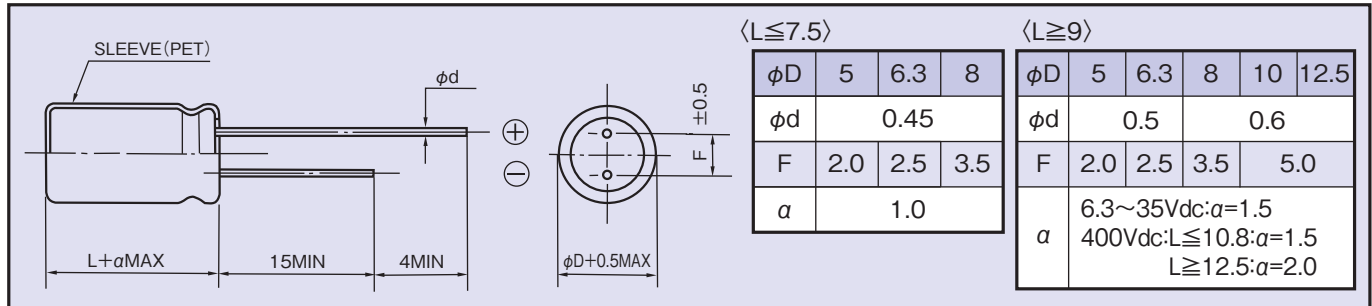 SLEEVE(PET)
φd
⊕
⊖
L+αMAX
15MIN
4MIN
F ±0.5
φD+0.5MAX
〈L≦7.5〉
φD 5 6.3 8
φd 0.45
F 2.0 2.5 3.5
α 1.0
〈L≧9〉
φD 5 6.3 8 10 12.5
φd 0.5 0.6
F 2.0 2.5 3.5 5.0
α 6.3～35Vdc:α=1.5
400Vdc:L≦10.8:α=1.5
L≧12.5:α=2.0